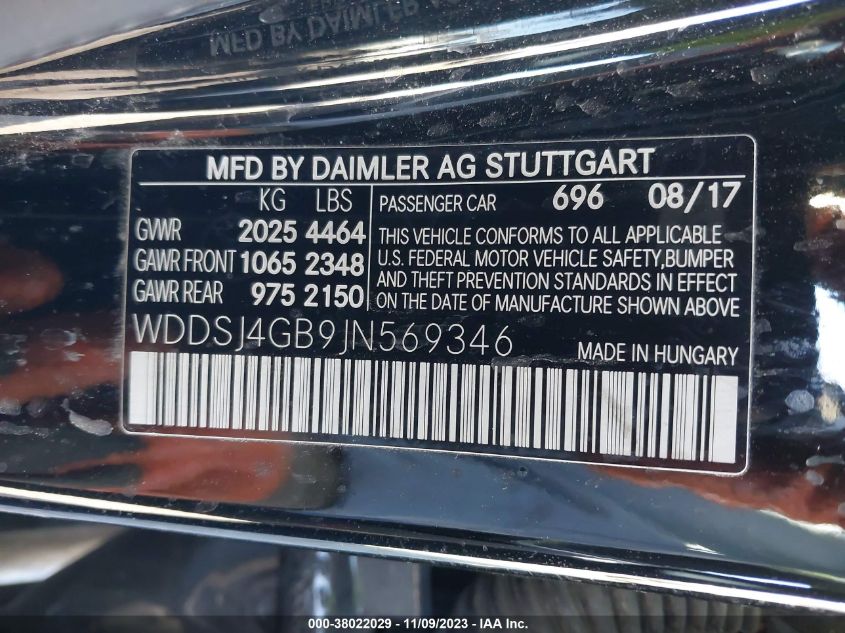 MFD BY DAIMLER AG STUTTGART
KG LBS
GWWR 2025 4464
GAWR FRONT 1065 2348
GAWR REAR 975 2150
PASSENGER CAR 696 08/17
THIS VEHICLE CONFORMS TO ALL APPLICABLE
U.S. FEDERAL MOTOR VEHICLE SAFETY,BUMPER
AND THEFT PREVENTION STANDARDS IN EFFECT
ON THE DATE OF MANUFACTURE SHOWN ABOVE
WDDSJ4GB9JN569346
MADE IN HUNGARY
000-38022029 - 11/09/2023 - IAA Inc.